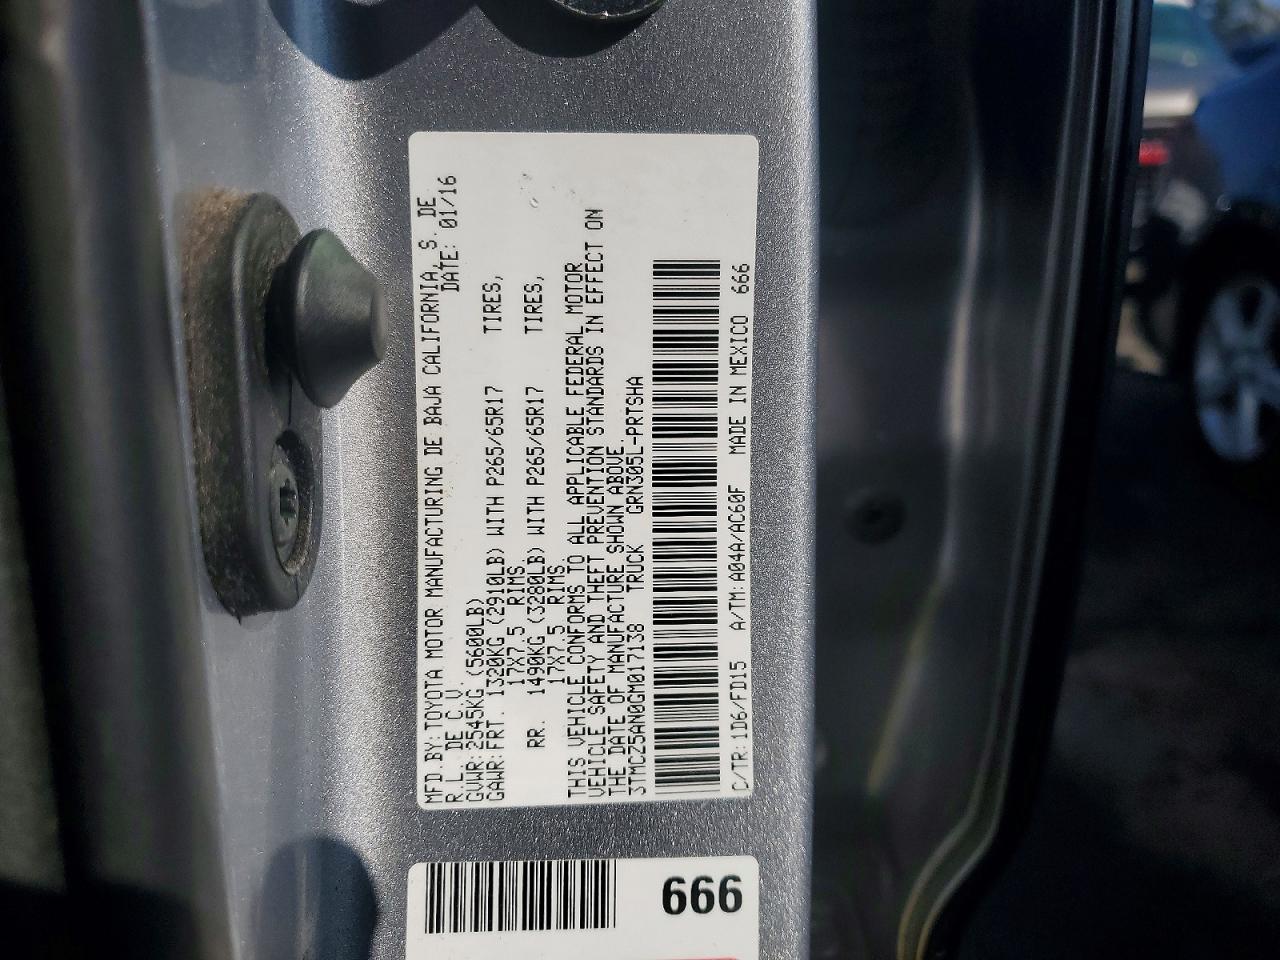 MFD.BY:TOYOTA MOTOR MANUFACTURING DE BAJA CALIFORNIA, S. DE
R.L. DE C.V. DATE: 01/16
GVWR:2545KG (5600LB)
GAWR:FRT. 1320KG (2910LB) WITH P265/65R17 TIRES,
17X7.5 RIMS.
RR. 1490KG (3280LB) WITH P265/65R17 TIRES,
17X7.5 RIMS.
THIS VEHICLE CONFORMS TO ALL APPLICABLE FEDERAL MOTOR
VEHICLE SAFETY AND THEFT PREVENTION STANDARDS IN EFFECT ON
THE DATE OF MANUFACTURE SHOWN ABOVE.
3TMCZ5AN0GM017138 TRUCK GRN305L-PRTSHA
C/TR:1D6/FD15 A/TM:A04A/AC60F MADE IN MEXICO 666
666